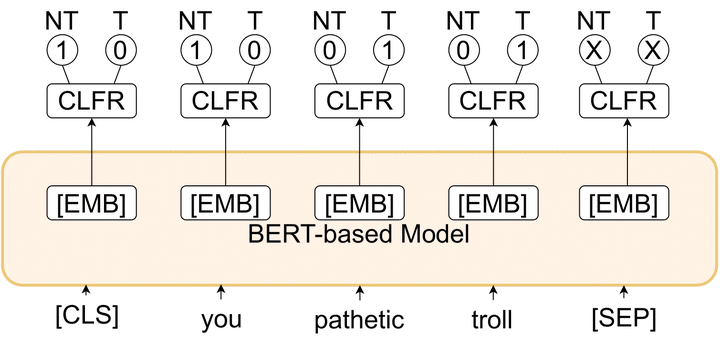 NT T NT T NT T NT T NT T
1 0 1 0 0 1 0 1 X X
CLFR CLFR CLFR CLFR CLFR
[EMB] [EMB] [EMB] [EMB] [EMB]
BERT-based Model
[CLS] you pathetic troll [SEP]